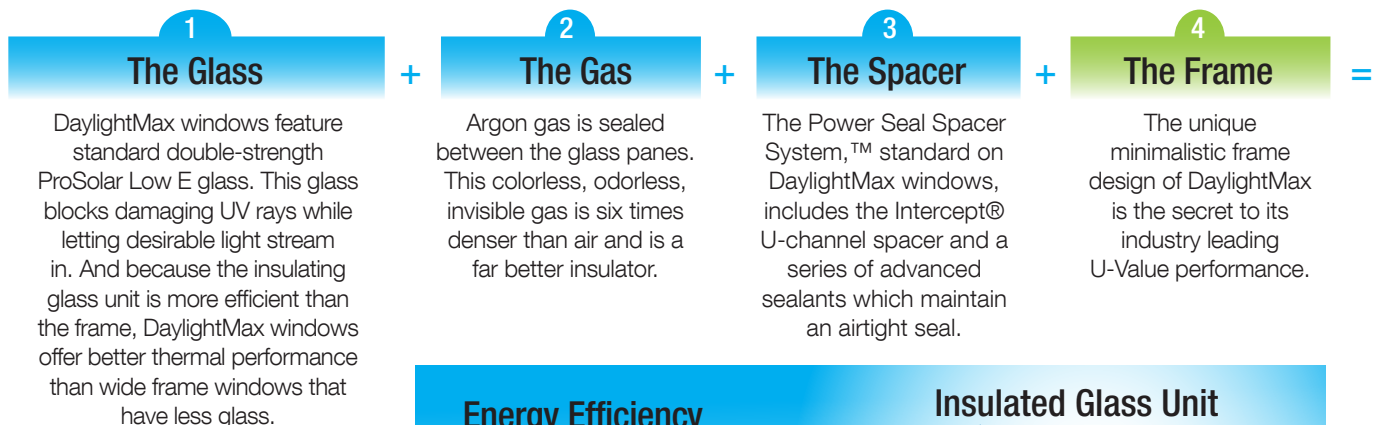 1
The Glass
DaylightMax windows feature
standard double-strength
ProSolar Low E glass. This glass
blocks damaging UV rays while
letting desirable light stream
in. And because the insulating
glass unit is more efficient than
the frame, DaylightMax windows
offer better thermal performance
than wide frame windows that
have less glass.
+
2
The Gas
Argon gas is sealed
between the glass panes.
This colorless, odorless,
invisible gas is six times
denser than air and is a
far better insulator.
+
3
The Spacer
The Power Seal Spacer
System,™ standard on
DaylightMax windows,
includes the Intercept®
U-channel spacer and a
series of advanced
sealants which maintain
an airtight seal.
+
4
The Frame
The unique
minimalistic frame
design of DaylightMax
is the secret to its
industry leading
U-Value performance.
=
Energy Efficiency
Insulated Glass Unit